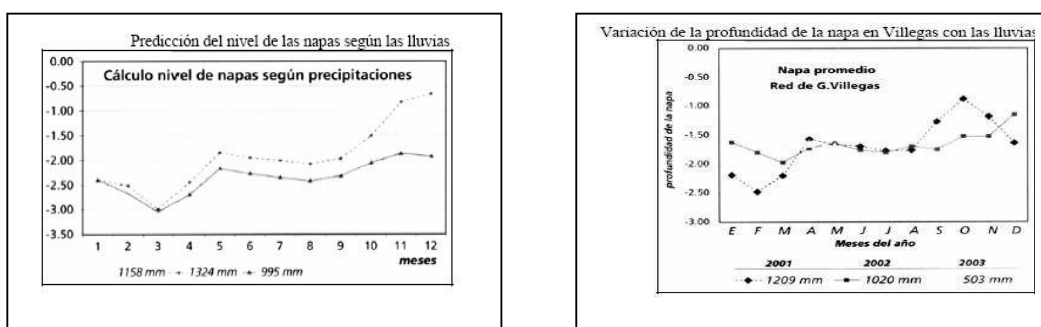 Predicción del nivel de las napas según las lluvias
0.00
Cálculo nivel de napas según precipitaciones
-0.50
-1.00
-1.50
-2.00
-2.50
-3.00
-3.50
1 2 3 4 5 6 7 8 9 10 11 12
meses
1158 mm 1324 mm 995 mm
Variación de la profundidad de la napa en Villegas con las lluvias
0.00
Napa promedio
Red de G.Villegas
-0.50
-1.00
-1.50
-2.00
-2.50
-3.00
profundidad de la napa
E F M A M J J A S O N D
Meses del año
2001 2002 2003
1209 mm 1020 mm 503 mm